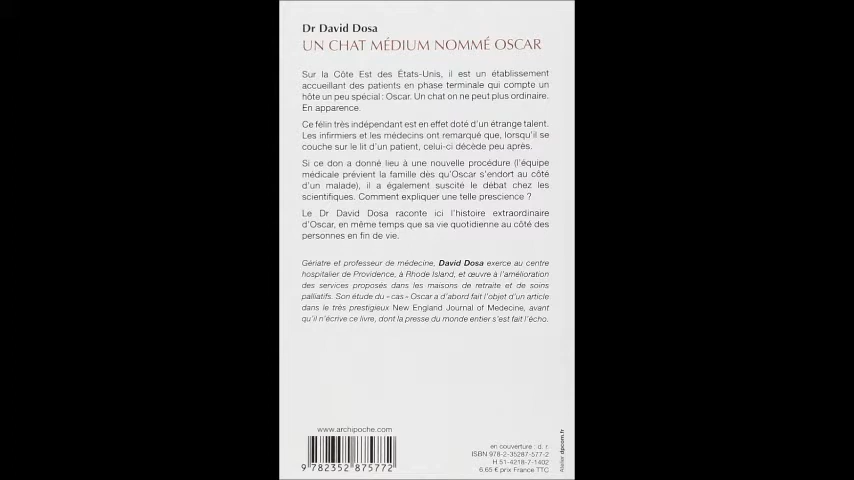 Dr David Dosa
UN CHAT MÉDIUM NOMMÉ OSCAR
Sur la Côte Est des États-Unis, il est un établissement
accueillant des patients en phase terminale qui compte un
hôte un peu spécial : Oscar. Un chat on ne peut plus ordinaire.
En apparence.
Ce félin très indépendant est en effet doté d'un étrange talent.
Les infirmiers et les médecins ont remarqué que, lorsqu'il se
couche sur le lit d'un patient, celui-ci décède peu après.
Si ce don a donné lieu à une nouvelle procédure (l'équipe
médicale prévient la famille dès qu'Oscar s'endort au côté
d'un malade), il a également suscité le débat chez les
scientifiques. Comment expliquer une telle prescience ?
Le Dr David Dosa raconte ici l'histoire extraordinaire
d'Oscar, en même temps que sa vie quotidienne au côté des
personnes en fin de vie.
Gériatre et professeur de médecine, David Dosa exerce au centre
hospitalier de Providence, à Rhode Island, et œuvre à l'amélioration
des services proposés dans les maisons de retraite et de soins
palliatifs. Son étude du « cas » Oscar a d'abord fait l'objet d'un article
dans le très prestigieux New England Journal of Medecine, avant
qu'il n'écrive ce livre, dont la presse du monde entier s'est fait l'écho.
www.archipoche.com
9 782352 875772
en couverture : d. r.
ISBN 978-2-35287-577-2
H 51-4218-7-1402
6,65 € prix France TTC
Atelier dpcom.fr